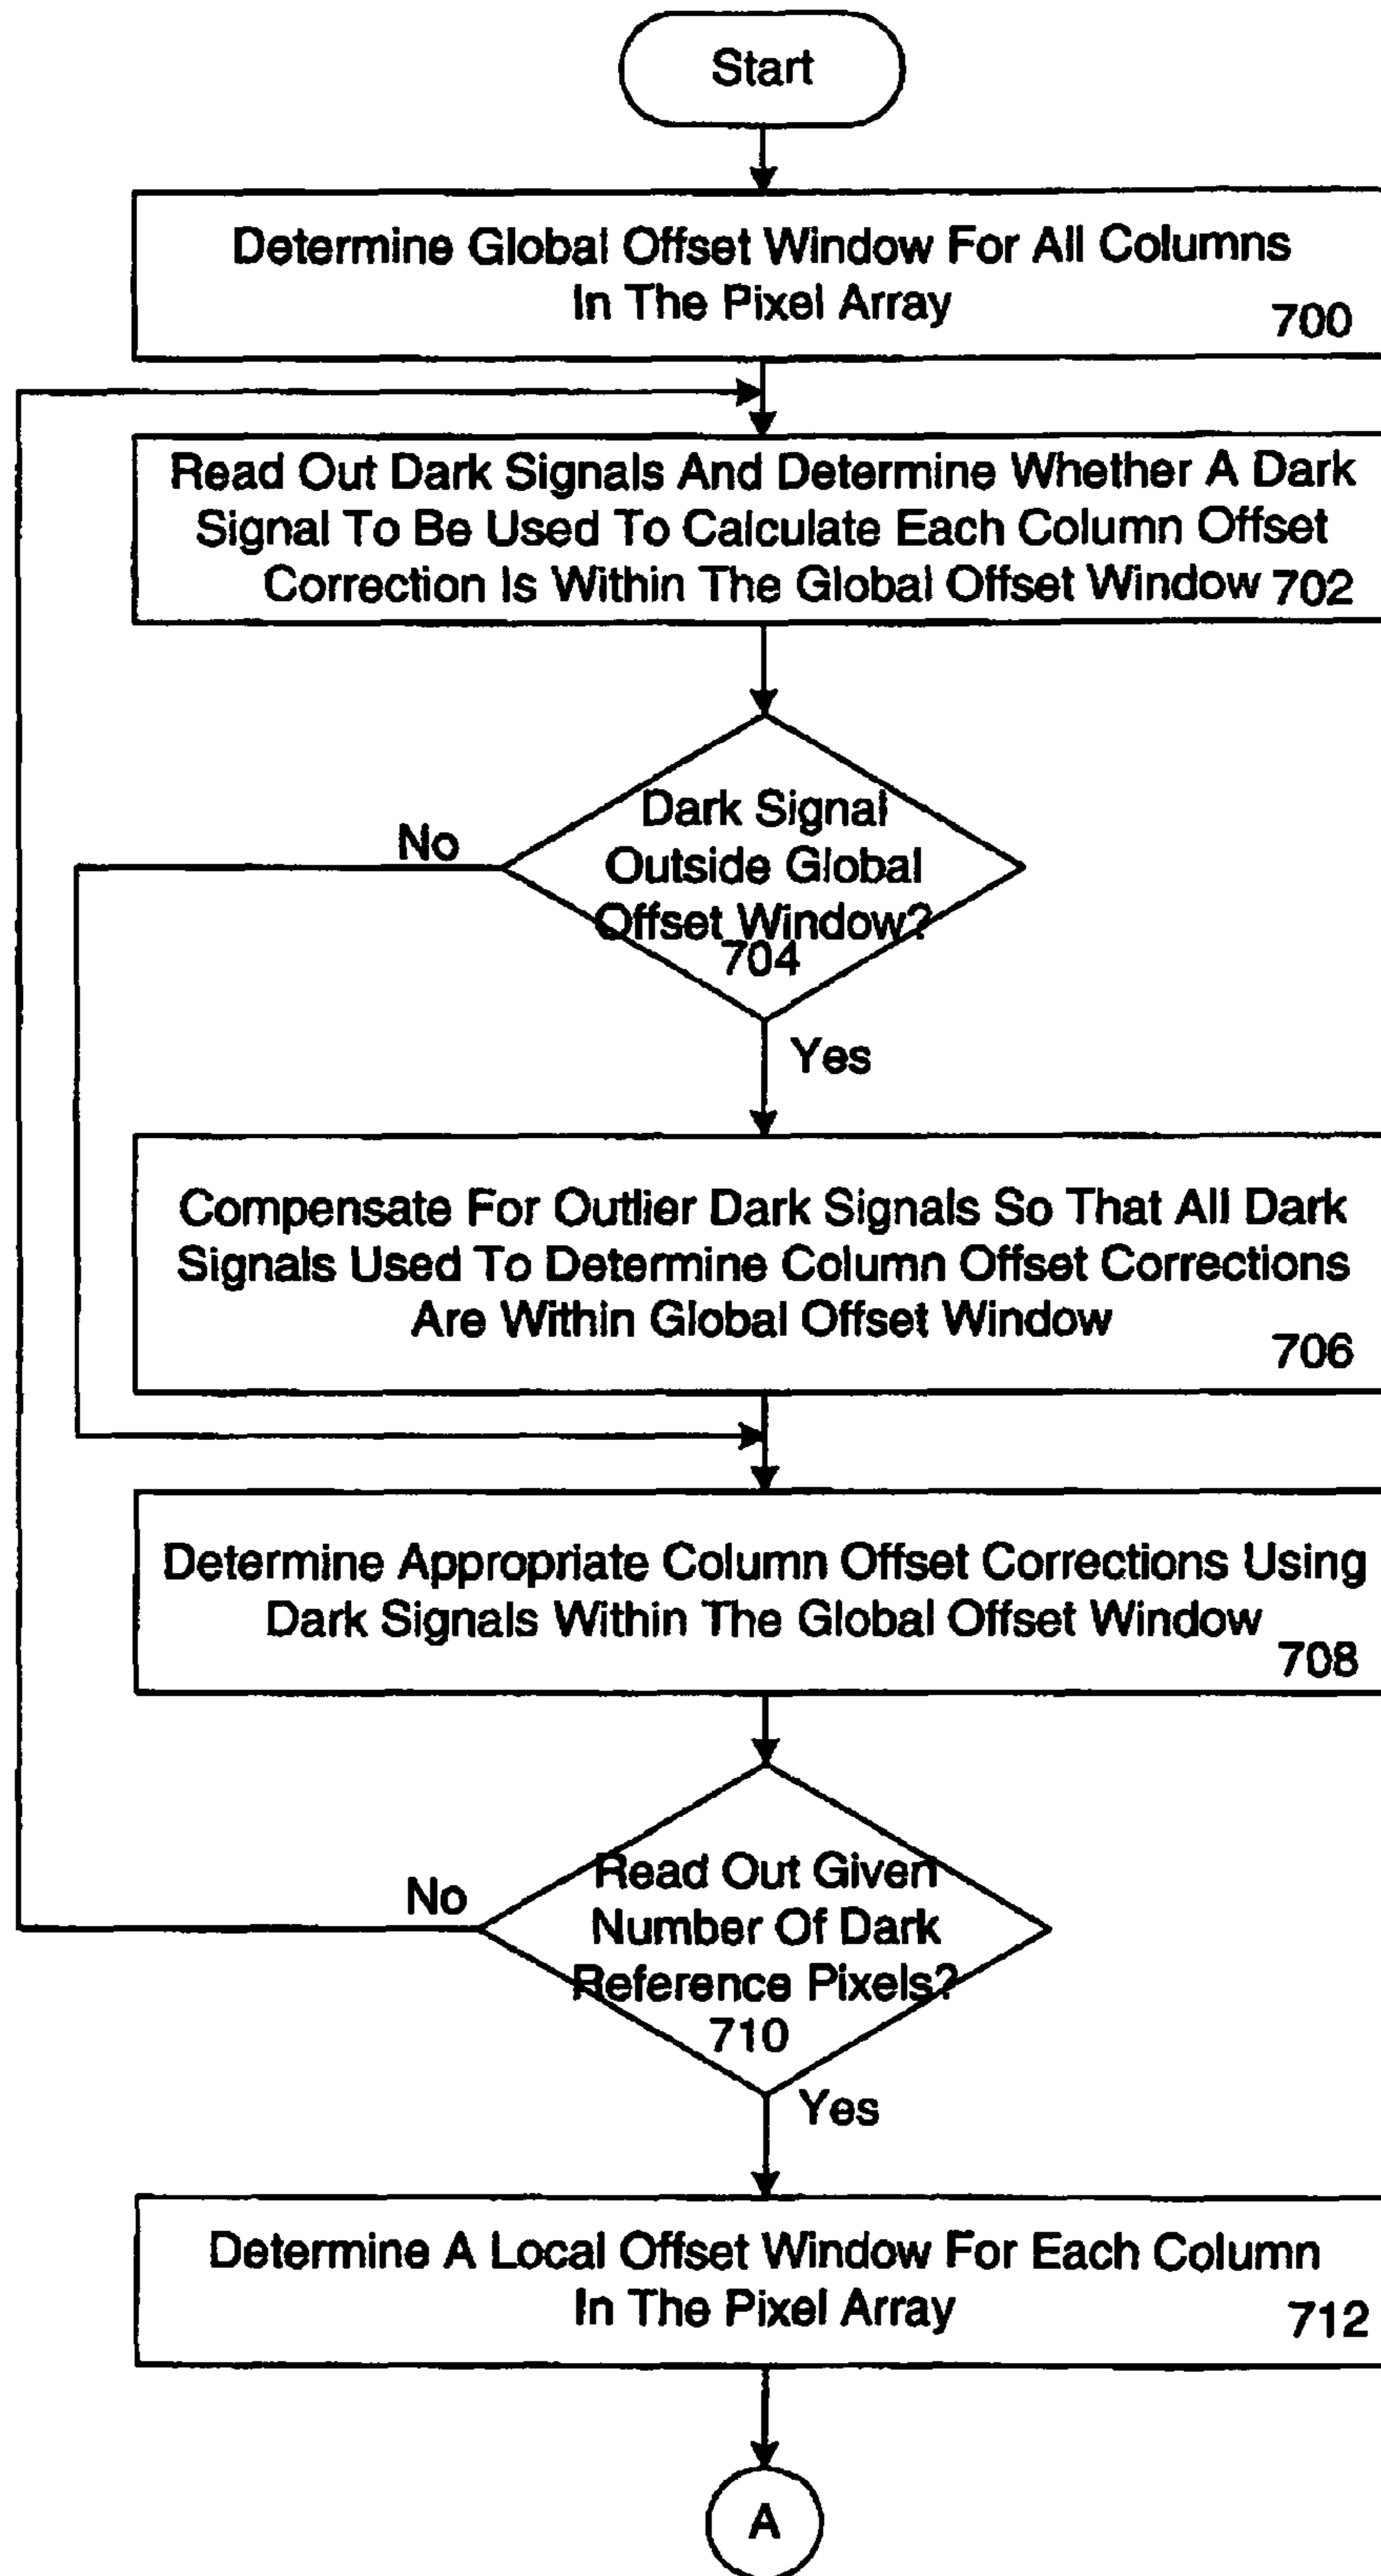 Start
Determine Global Offset Window For All Columns
In The Pixel Array
700
Read Out Dark Signals And Determine Whether A Dark
Signal To Be Used To Calculate Each Column Offset
Correction Is Within The Global Offset Window 702
Dark Signal
Outside Global
Offset Window?
704
No
Yes
Compensate For Outlier Dark Signals So That All Dark
Signals Used To Determine Column Offset Corrections
Are Within Global Offset Window
706
Determine Appropriate Column Offset Corrections Using
Dark Signals Within The Global Offset Window
708
Read Out Given
Number Of Dark
Reference Pixels?
710
No
Yes
Determine A Local Offset Window For Each Column
In The Pixel Array
712
A